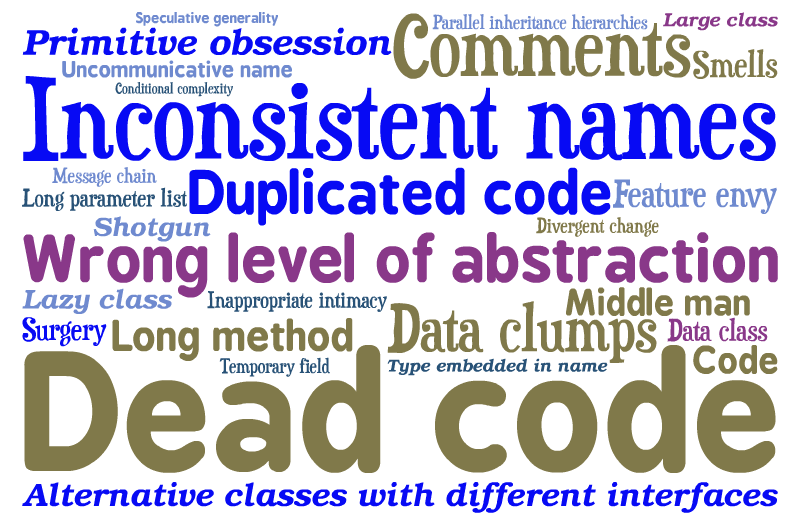 Speculative generality
Parallel inheritance hierarchies
Large class
Primitive obsession
Comments
Smells
Uncommunicative name
Conditional complexity
Inconsistent names
Message chain
Long parameter list
Duplicated code
Feature envy
Shotgun
Divergent change
Wrong level of abstraction
Lazy class
Inappropriate intimacy
Middle man
Surgery
Long method
Data clumps
Data class
Temporary field
Type embedded in name
Code
Dead code
Alternative classes with different interfaces